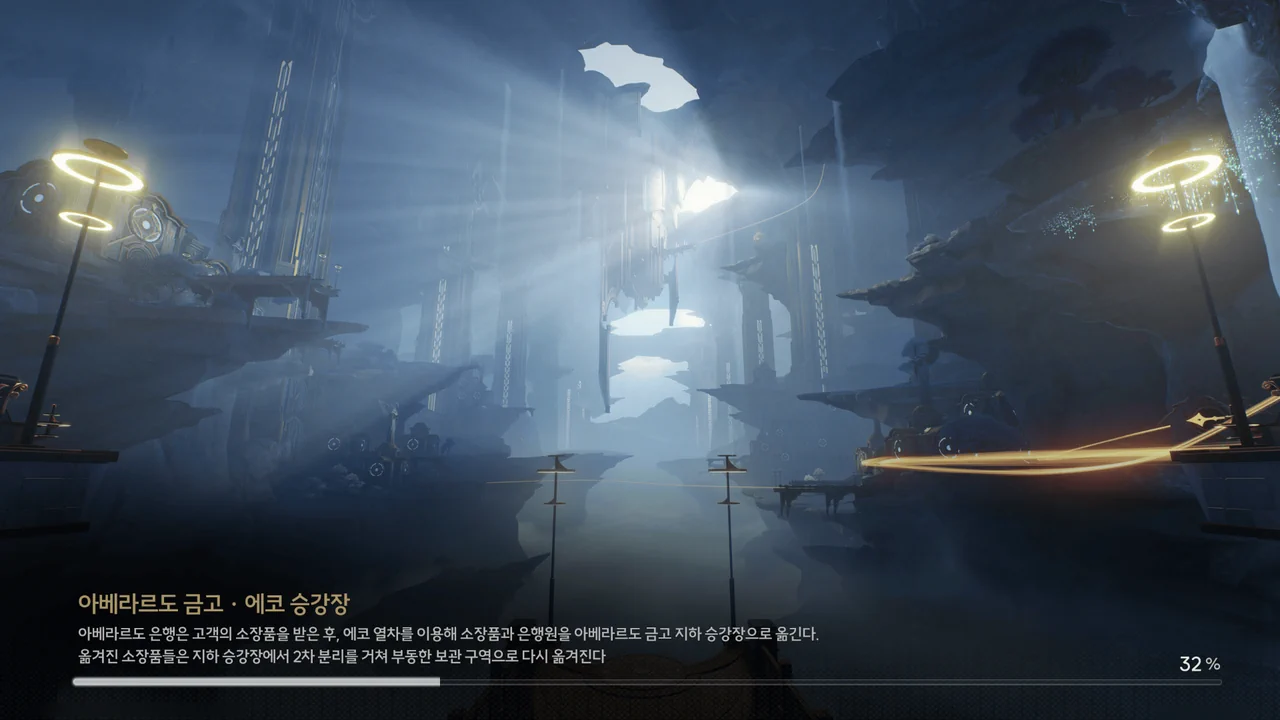 아베라르도 금고 · 에코 승강장
아베라르도 은행은 고객의 소장품을 받은 후, 에코 열차를 이용해 소장품과 은행원을 아베라르도 금고 지하 승강장으로 옮긴다.
옮겨진 소장품들은 지하 승강장에서 2차 분리를 거쳐 부동한 보관 구역으로 다시 옮겨진다
32 %